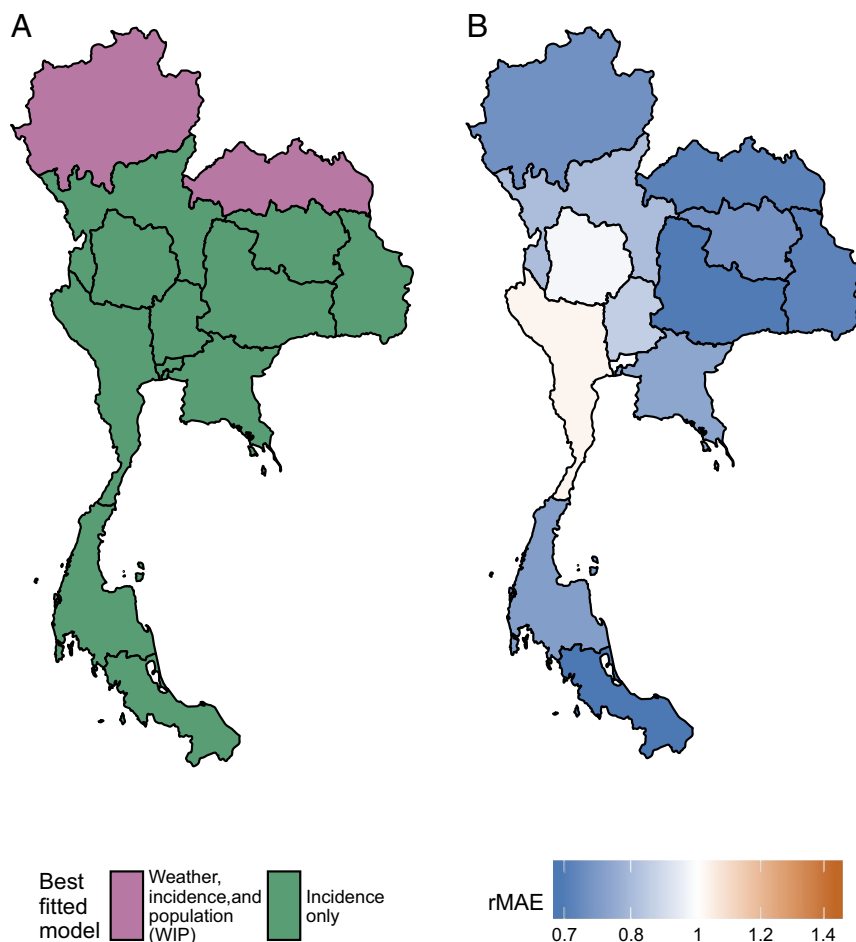 A
B
Best
fitted
model
Weather,
incidence,and
population
(WIP)
Incidence
only
rMAE
0.7 0.8 1 1.2 1.4